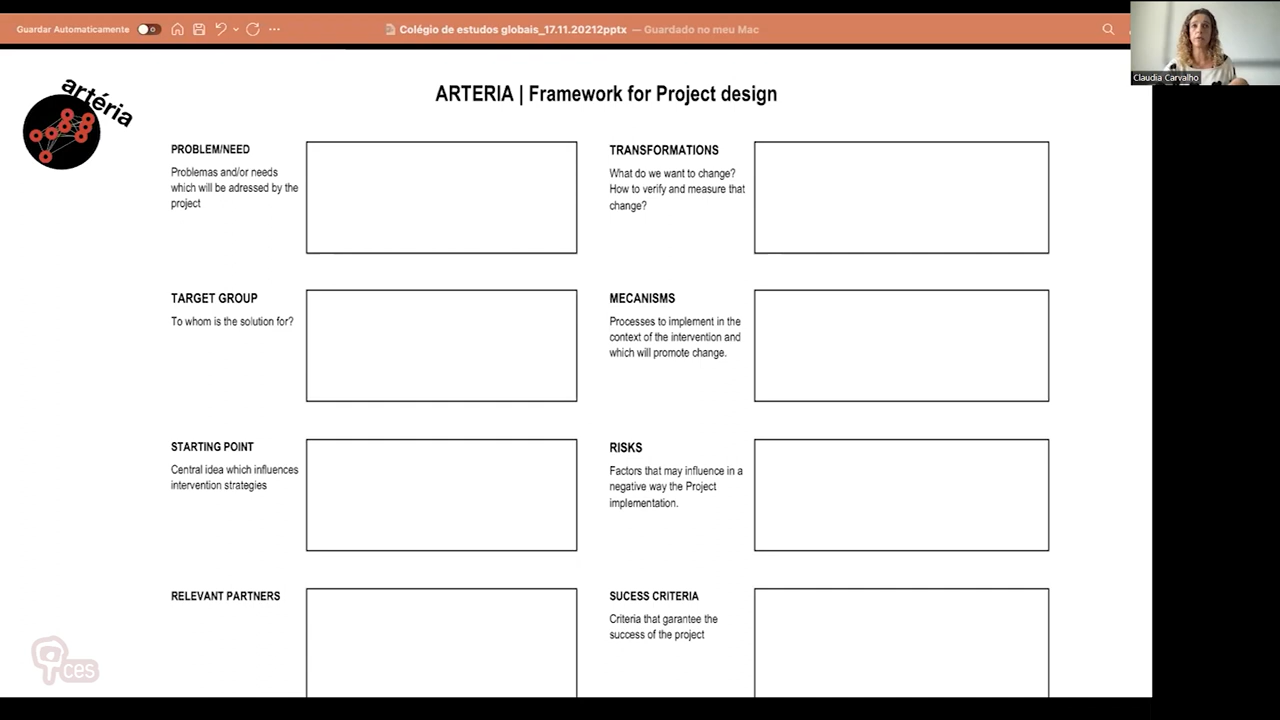 Guardar Automaticamente
Colégio de estudos globais_17.11.20212pptx — Guardado no meu Mac
Claudia Carvalho
artéria
ARTERIA | Framework for Project design
PROBLEM/NEED
Problemas and/or needs
which will be adressed by the
project
TRANSFORMATIONS
What do we want to change?
How to verify and measure that
change?
TARGET GROUP
To whom is the solution for?
MECANISMS
Processes to implement in the
context of the intervention and
which will promote change.
STARTING POINT
Central idea which influences
intervention strategies
RISKS
Factors that may influence in a
negative way the Project
implementation.
RELEVANT PARTNERS
SUCESS CRITERIA
Criteria that garantee the
success of the project
ces